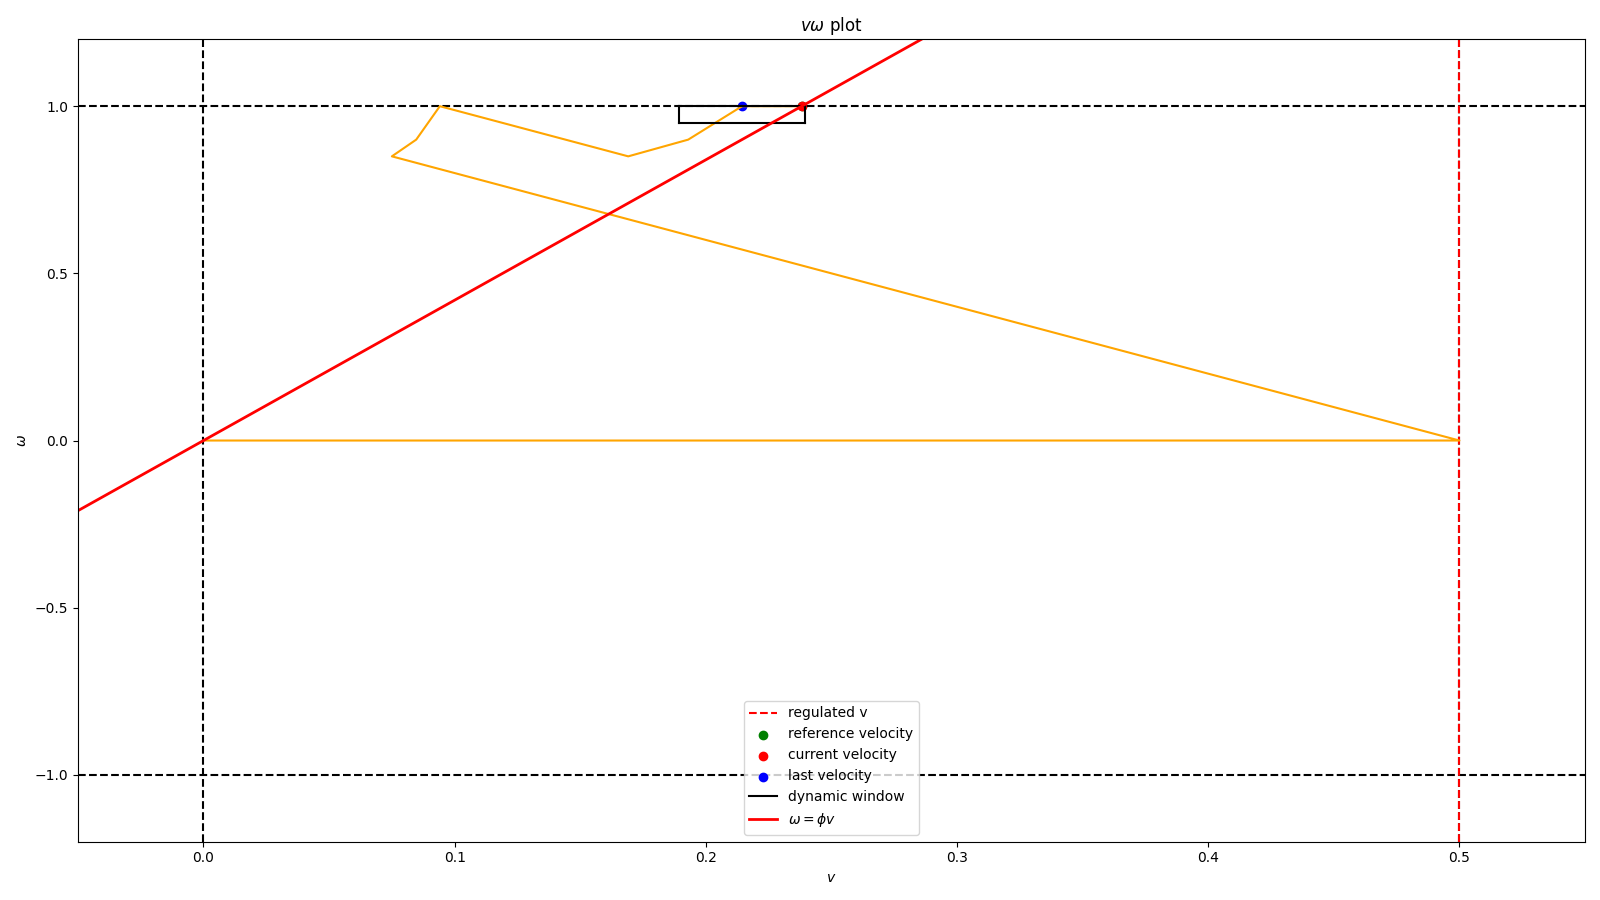 vω plot
ω
1.0
0.5
0.0
−0.5
−1.0
regulated v
reference velocity
current velocity
last velocity
dynamic window
ω = ϕv
0.0 0.1 0.2 0.3 0.4 0.5
v